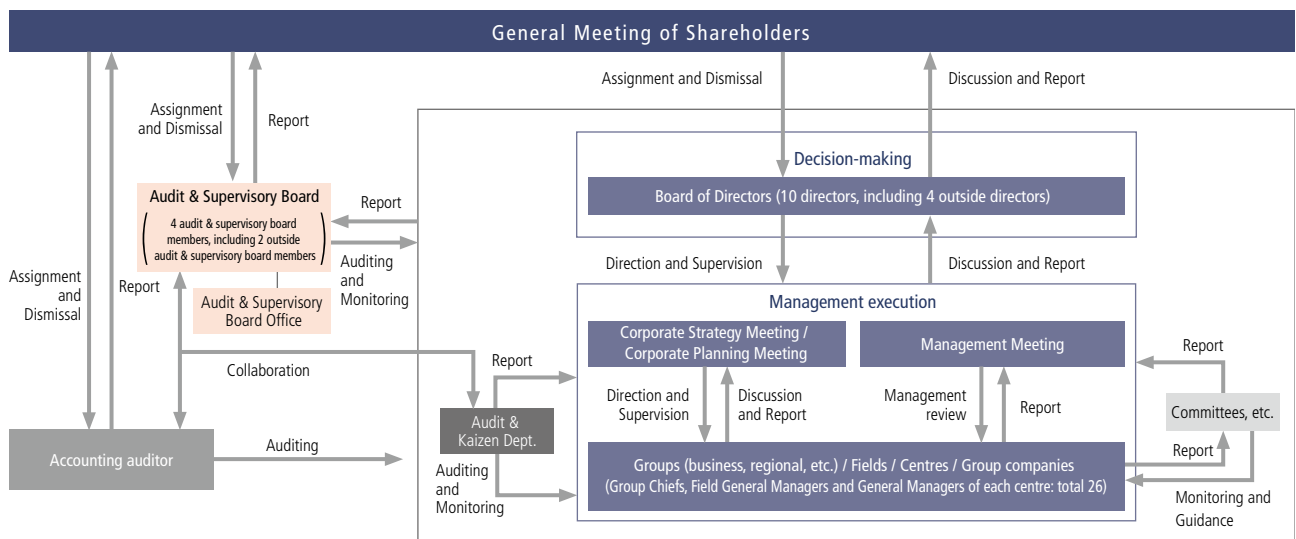 General Meeting of Shareholders
Assignment and Dismissal
Discussion and Report
Assignment
and Dismissal
Report
Decision-making
Board of Directors (10 directors, including 4 outside directors)
Audit & Supervisory Board
4 audit & supervisory board
members, including 2 outside
audit & supervisory board members
Report
Auditing
and
Monitoring
Audit & Supervisory
Board Office
Assignment
and
Dismissal
Report
Direction and Supervision
Discussion and Report
Management execution
Corporate Strategy Meeting /
Corporate Planning Meeting
Management Meeting
Collaboration
Report
Report
Direction and
Supervision
Discussion
and Report
Management
review
Report
Audit &
Kaizen Dept.
Committees, etc.
Accounting auditor
Auditing
Auditing
and
Monitoring
Groups (business, regional, etc.) / Fields / Centres / Group companies
(Group Chiefs, Field General Managers and General Managers of each centre: total 26)
Report
Monitoring and
Guidance